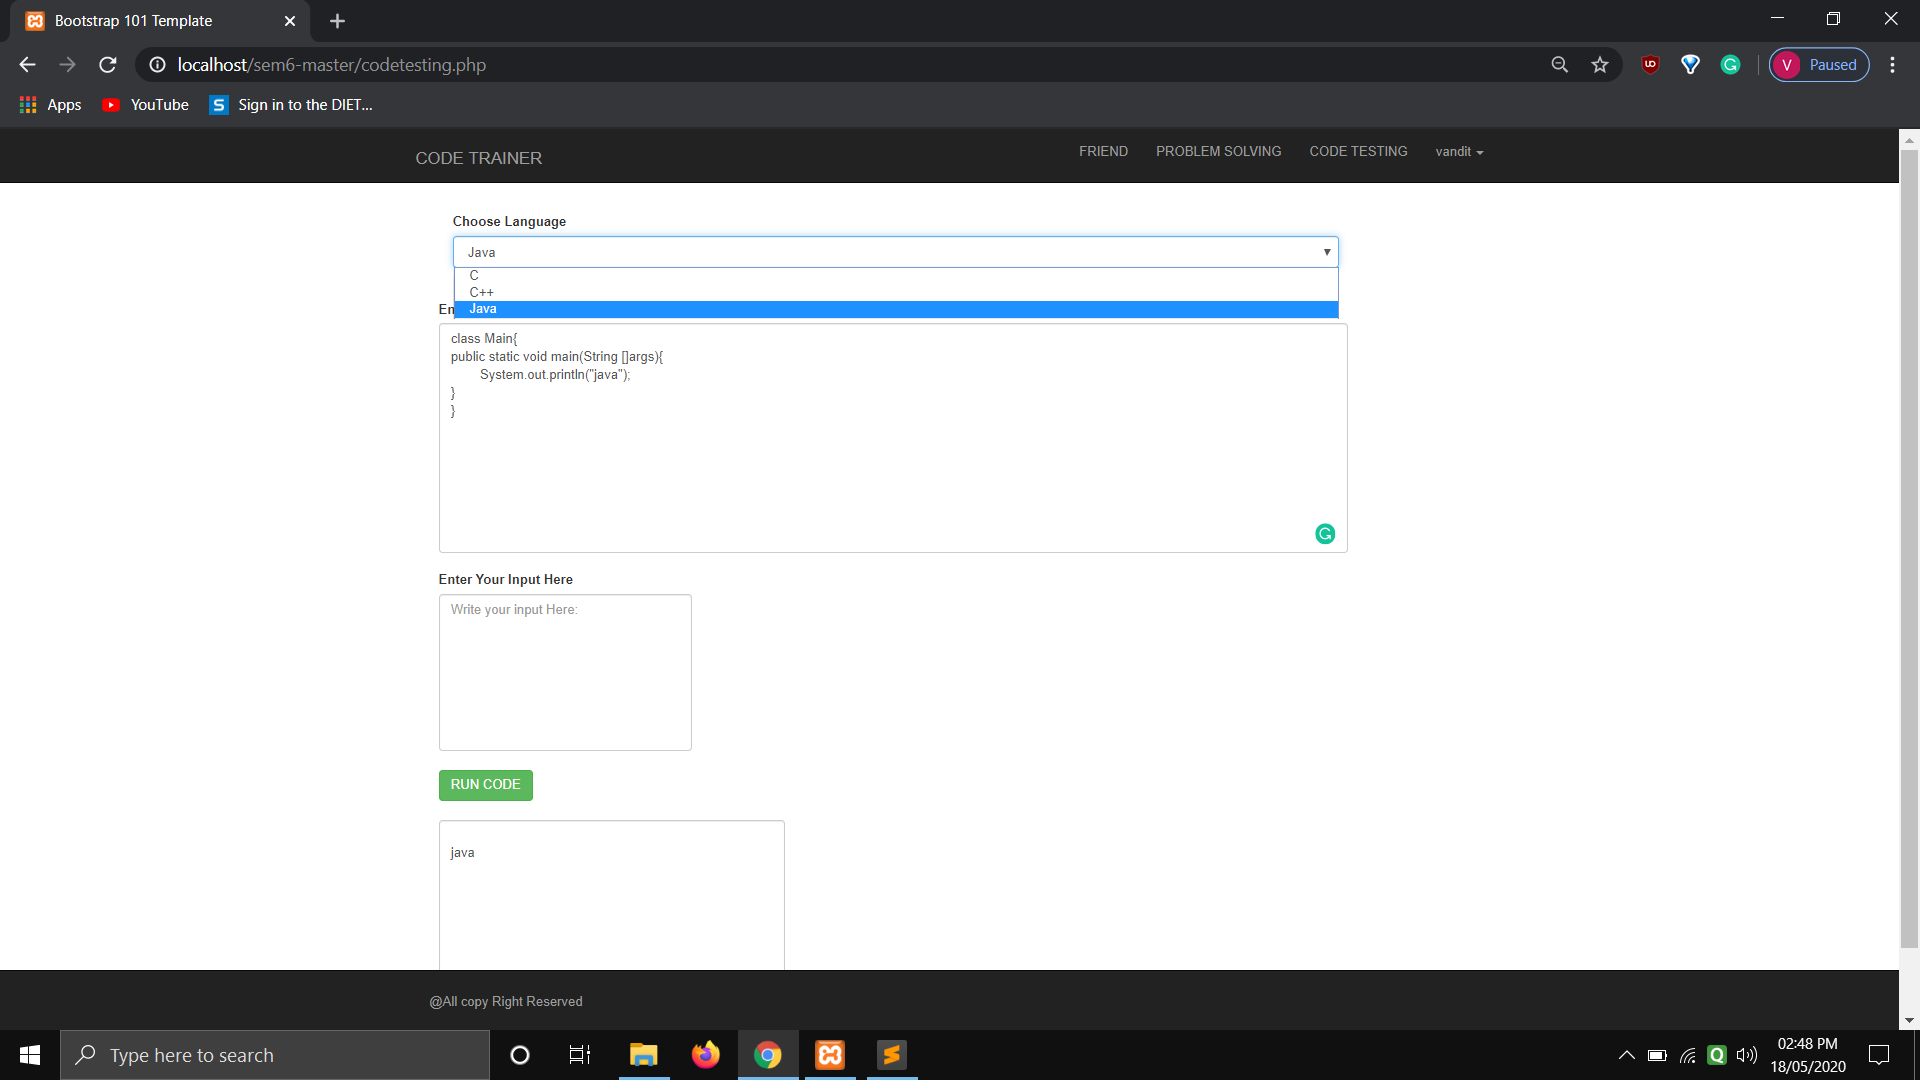 Bootstrap 101 Template
localhost/sem6-master/codetesting.php
V Paused
Apps YouTube S Sign in to the DIET...
CODE TRAINER FRIEND PROBLEM SOLVING CODE TESTING vandit
Choose Language
Java
C
C++
En Java
class Main{
public static void main(String []args){
System.out.println("java");
}
}
Enter Your Input Here
Write your input Here:
RUN CODE
java
@All copy Right Reserved
Type here to search
02:48 PM
18/05/2020